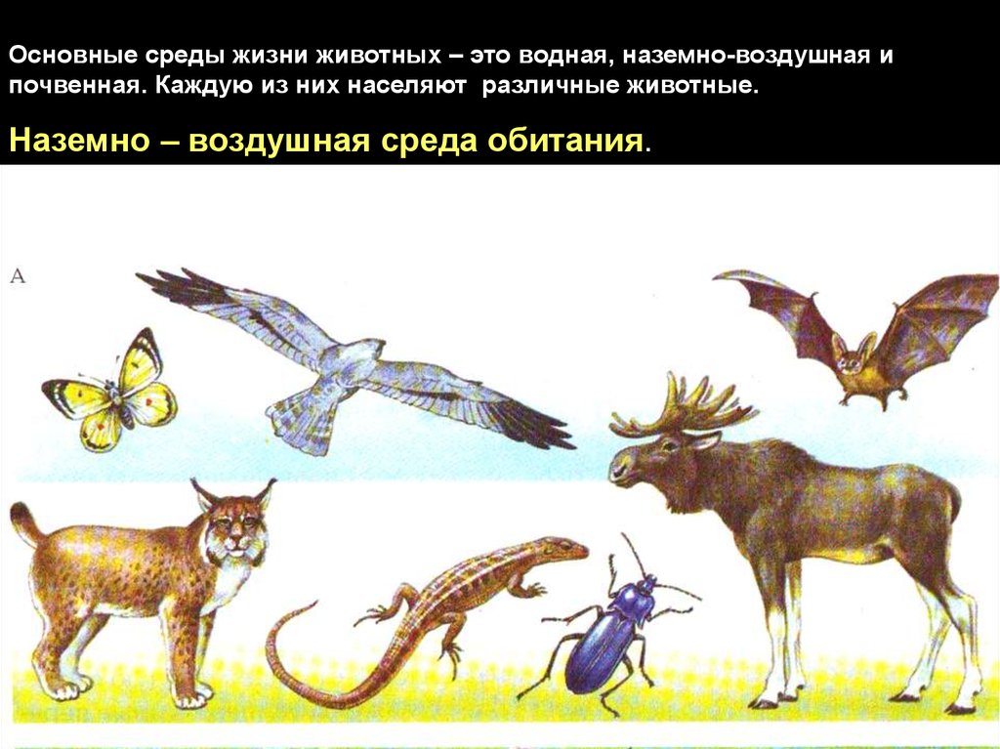 Основные среды жизни животных – это водная, наземно-воздушная и
почвенная. Каждую из них населяют  различные животные.
Наземно – воздушная среда обитания.
А